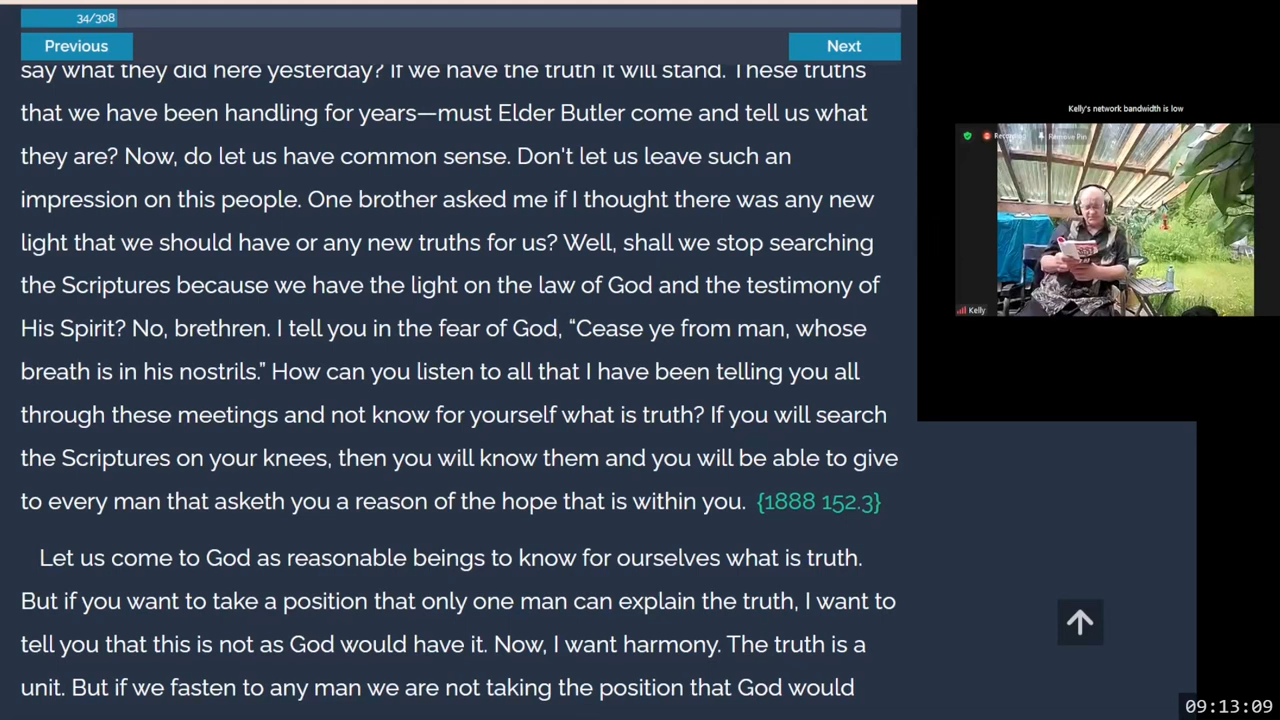 34/308
Previous
Next
say what they did here yesterday? If we have the truth it will stand. These truths
that we have been handling for years—must Elder Butler come and tell us what
they are? Now, do let us have common sense. Don't let us leave such an
impression on this people. One brother asked me if I thought there was any new
light that we should have or any new truths for us? Well, shall we stop searching
the Scriptures because we have the light on the law of God and the testimony of
His Spirit? No, brethren. I tell you in the fear of God, “Cease ye from man, whose
breath is in his nostrils.” How can you listen to all that I have been telling you all
through these meetings and not know for yourself what is truth? If you will search
the Scriptures on your knees, then you will know them and you will be able to give
to every man that asketh you a reason of the hope that is within you. {1888 152.3}
Let us come to God as reasonable beings to know for ourselves what is truth.
But if you want to take a position that only one man can explain the truth, I want to
tell you that this is not as God would have it. Now, I want harmony. The truth is a
unit. But if we fasten to any man we are not taking the position that God would
Kelly's network bandwidth is low
Recording
Remove Pin
Kelly
09:13:09